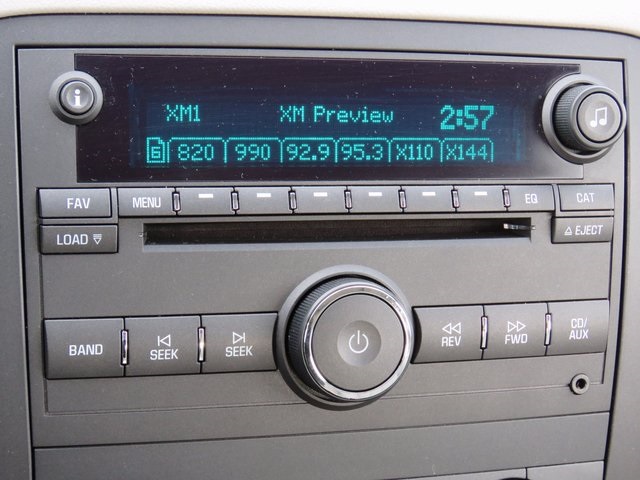 XM1 XM Preview 2:57
6 820 990 92.9 95.3 X110 X144
FAV MENU EQ CAT
LOAD EJECT
BAND SEEK SEEK REV FWD CD/
AUX